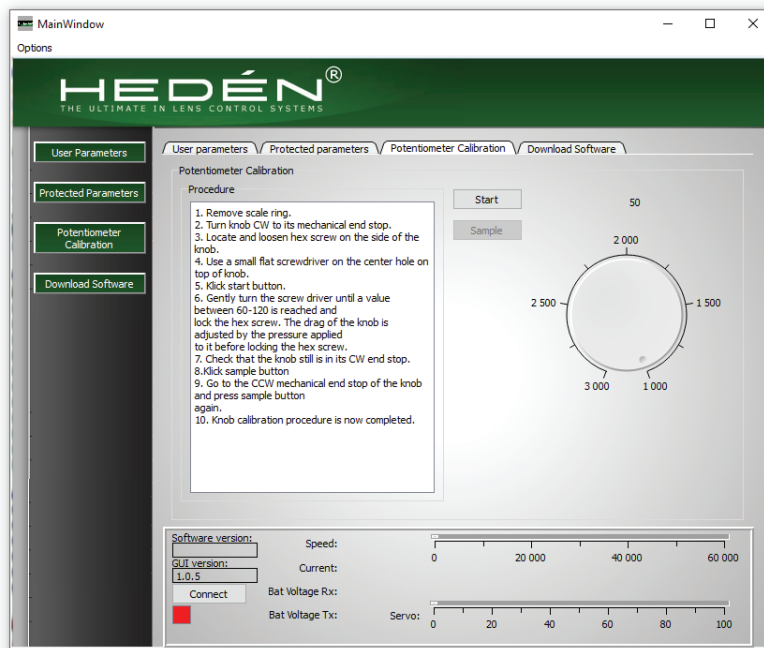 MainWindow
Options
HEDÉN®
THE ULTIMATE IN LENS CONTROL SYSTEMS
User Parameters
Protected Parameters
Potentiometer
Calibration
Download Software
User parameters
Protected parameters
Potentiometer Calibration
Download Software
Potentiometer Calibration
Procedure
1. Remove scale ring.
2. Turn knob CW to its mechanical end stop.
3. Locate and loosen hex screw on the side of the
knob.
4. Use a small flat screwdriver on the center hole on
top of knob.
5. Klick start button.
6. Gently turn the screw driver until a value
between 60-120 is reached and
lock the hex screw. The drag of the knob is
adjusted by the pressure applied
to it before locking the hex screw.
7. Check that the knob still is in its CW end stop.
8.Klick sample button
9. Go to the CCW mechanical end stop of the knob
and press sample button
again.
10. Knob calibration procedure is now completed.
Start
Sample
50
2 000
2 500
1 500
3 000
1 000
Software version:
GUI version:
1.0.5
Connect
Speed:
Current:
Bat Voltage Rx:
Bat Voltage Tx:
0 20 000 40 000 60 000
Servo:
0 20 40 60 80 100